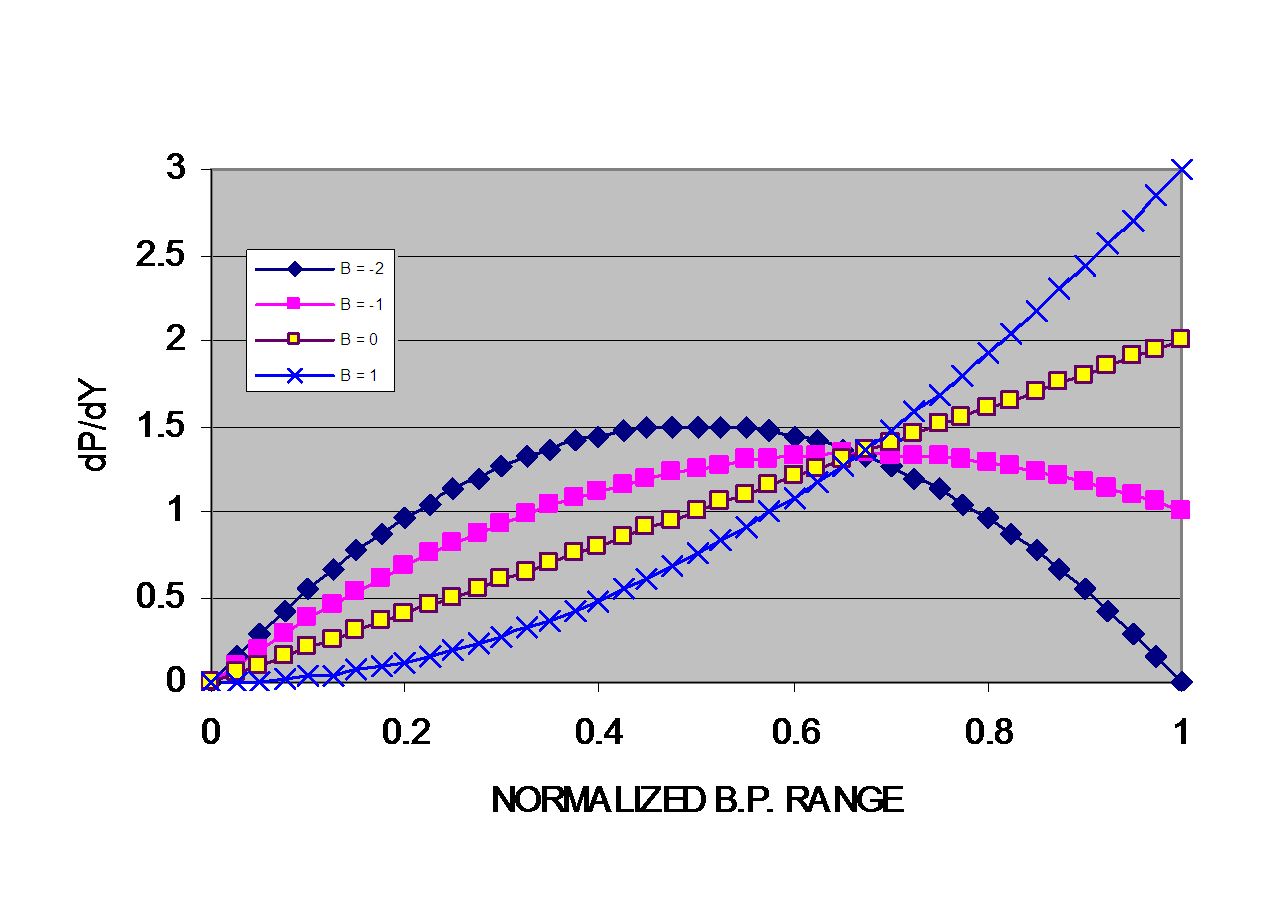 3
2.5
2
1.5
1
0.5
0
dP/dY
B = -2
B = -1
B = 0
B = 1
0 0.2 0.4 0.6 0.8 1
NORMALIZED B.P. RANGE